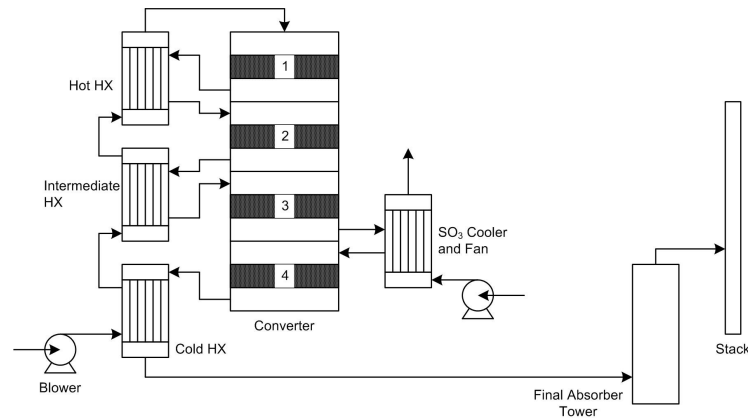 1
Hot HX
2
Intermediate
HX
3
SO₃ Cooler
and Fan
4
Converter
Cold HX
Blower
Final Absorber
Tower
Stack